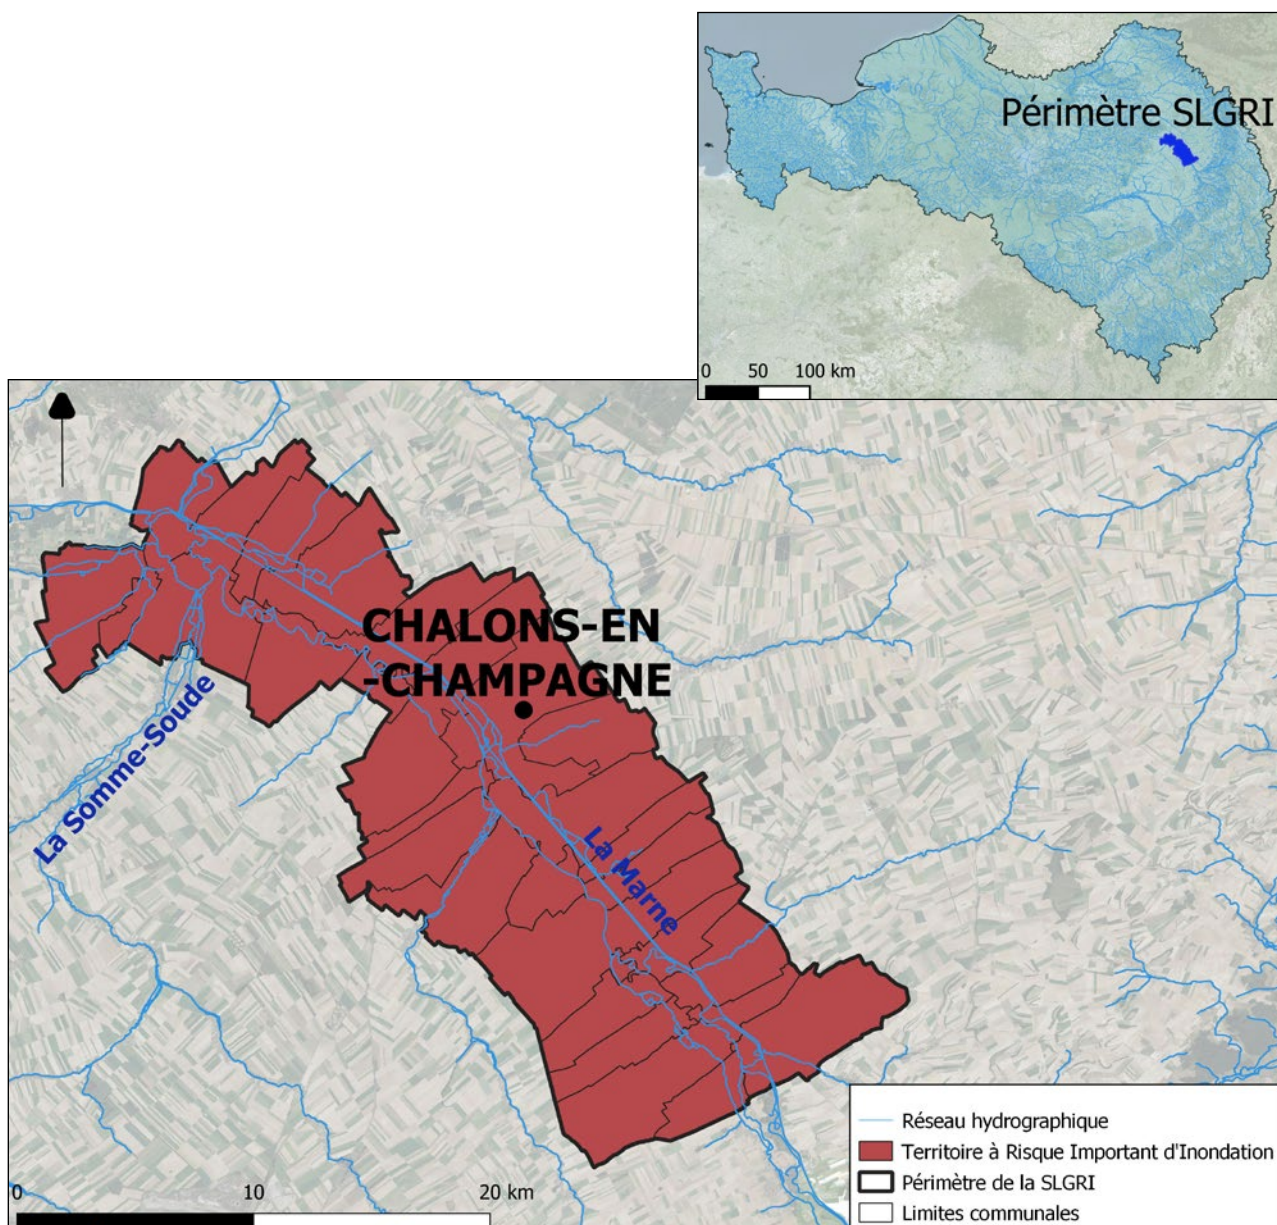 Périmètre SLGRI
0 50 100 km
CHALONS-EN
-CHAMPAGNE
La Somme-Soude
La Marne
Réseau hydrographique
Territoire à Risque Important d'Inondation
Périmètre de la SLGRI
Limites communales
0 10 20 km